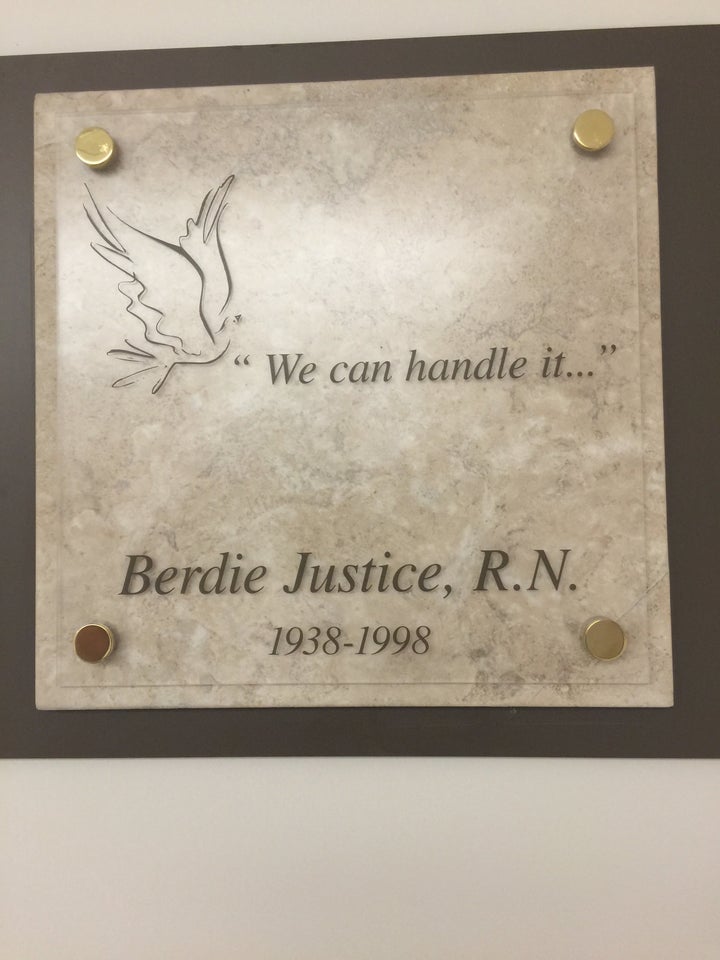 “ We can handle it...”
Berdie Justice, R.N.
1938-1998